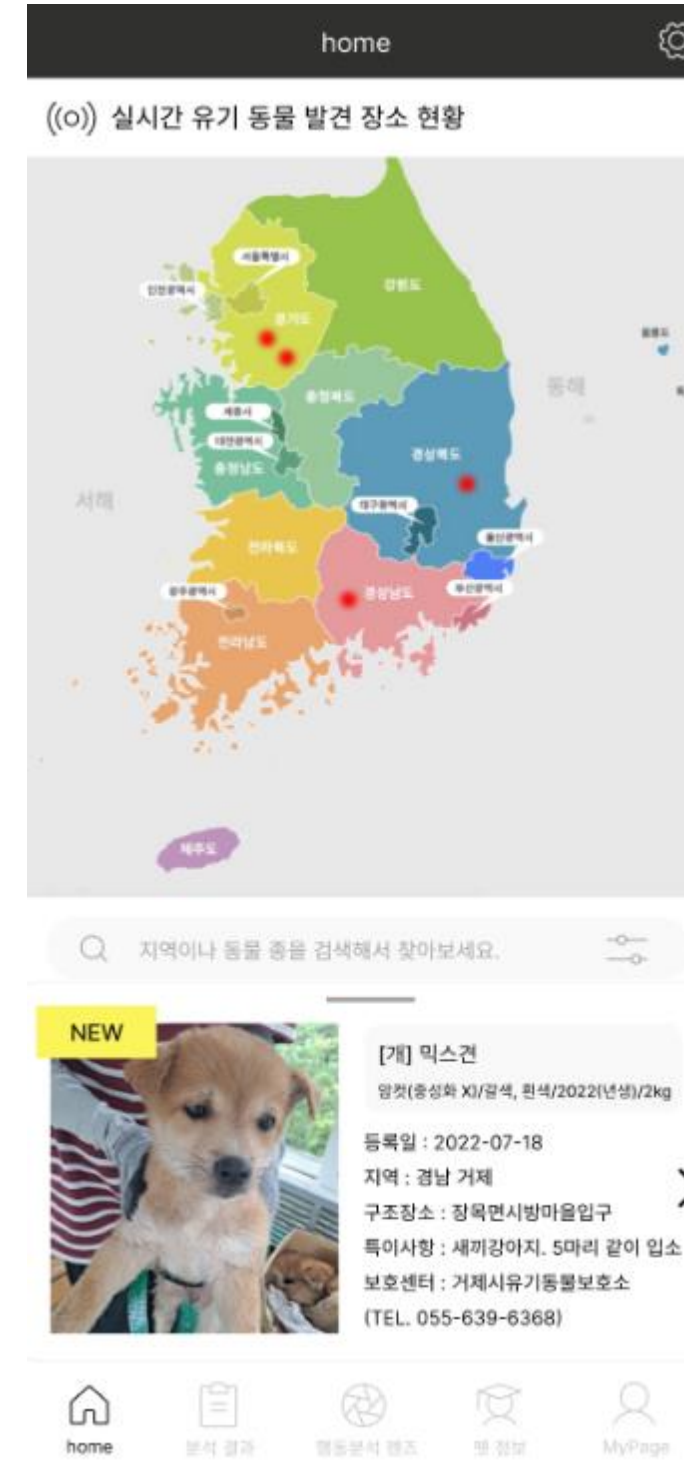 home
((o)) 실시간 유기 동물 발견 장소 현황
서울특별시
인천광역시
강원도
경기도
울릉도
충청북도
동해
세종시
대전광역시
충청남도
경상북도
서해
대구광역시
전라북도
울산광역시
광주광역시
경상남도
부산광역시
전라남도
제주도
지역이나 동물 종을 검색해서 찾아보세요.
NEW
[개] 믹스견
암컷(중성화 X)/갈색, 흰색/2022(년생)/2kg
등록일 : 2022-07-18
지역 : 경남 거제
구조장소 : 장목면시방마을입구
특이사항 : 새끼강아지. 5마리 같이 입소
보호센터 : 거제시유기동물보호소
(TEL. 055-639-6368)
home
분석 결과
행동분석 렌즈
펫 정보
MyPage